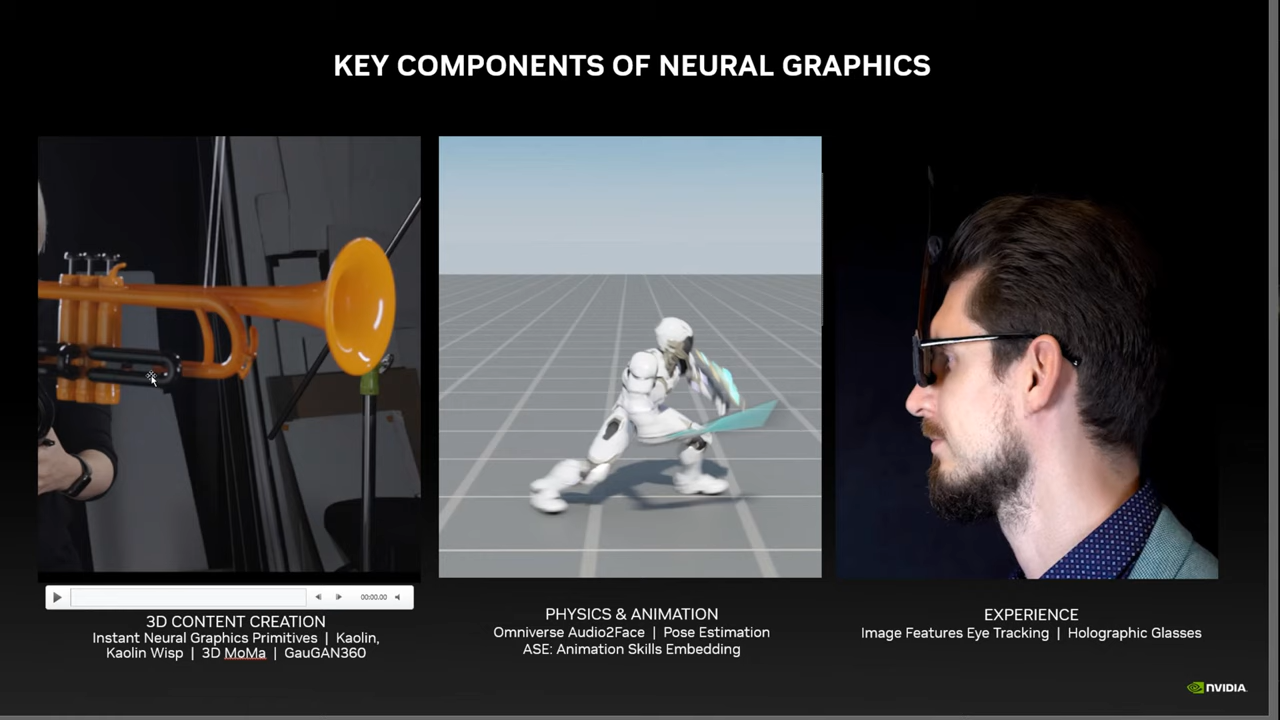 KEY COMPONENTS OF NEURAL GRAPHICS
00:00.00
3D CONTENT CREATION
Instant Neural Graphics Primitives | Kaolin,
Kaolin Wisp | 3D MoMa | GauGAN360
PHYSICS & ANIMATION
Omniverse Audio2Face | Pose Estimation
ASE: Animation Skills Embedding
EXPERIENCE
Image Features Eye Tracking | Holographic Glasses
NVIDIA.